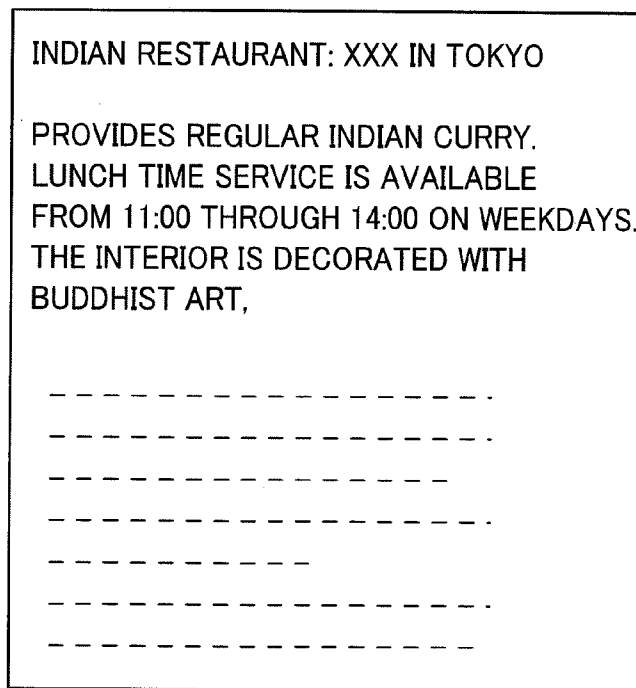 INDIAN RESTAURANT: XXX IN TOKYO
PROVIDES REGULAR INDIAN CURRY.
LUNCH TIME SERVICE IS AVAILABLE
FROM 11:00 THROUGH 14:00 ON WEEKDAYS.
THE INTERIOR IS DECORATED WITH
BUDDHIST ART,